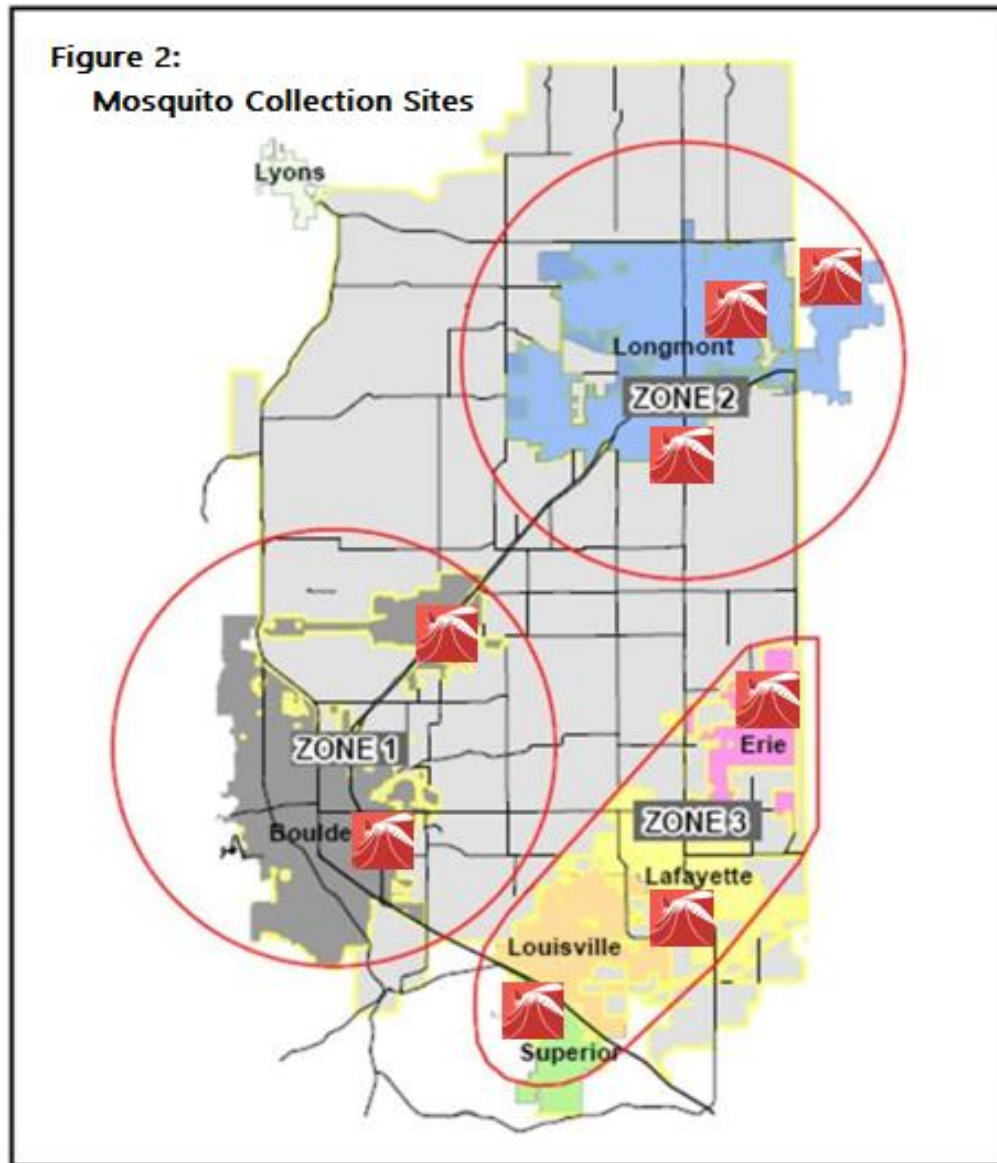 Figure 2:
Mosquito Collection Sites
Lyons
Longmont
ZONE 2
ZONE 1
Erie
ZONE 3
Boulde
Lafayette
Louisville
Superior